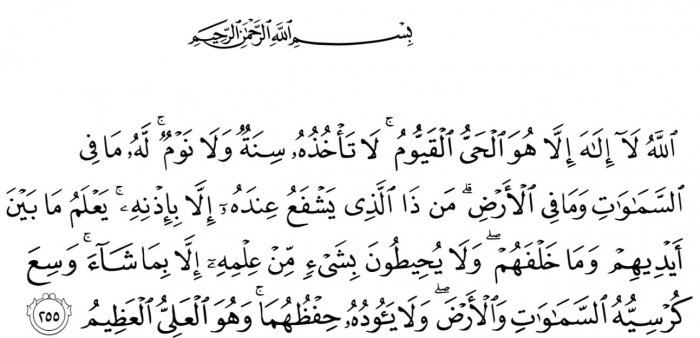 بِسْمِ اللَّهِ الرَّحْمَٰنِ الرَّحِيمِ
اللَّهُ لَآ إِلَٰهَ إِلَّا هُوَ الْحَيُّ الْقَيُّومُ ۚ لَا تَأْخُذُهُۥ سِنَةٌ وَلَا نَوْمٌ ۚ لَّهُۥ مَا فِى
السَّمَٰوَٰتِ وَمَا فِى الْأَرْضِ ۗ مَن ذَا الَّذِى يَشْفَعُ عِندَهُۥٓ إِلَّا بِإِذْنِهِۦ ۚ يَعْلَمُ مَا بَيْنَ
أَيْدِيهِمْ وَمَا خَلْفَهُمْ ۖ وَلَا يُحِيطُونَ بِشَىْءٍ مِّنْ عِلْمِهِۦٓ إِلَّا بِمَا شَآءَ ۚ وَسِعَ
كُرْسِيُّهُ السَّمَٰوَٰتِ وَالْأَرْضَ ۖ وَلَا يَـُٔودُهُۥ حِفْظُهُمَا ۚ وَهُوَ الْعَلِىُّ الْعَظِيمُ ٢٥٥